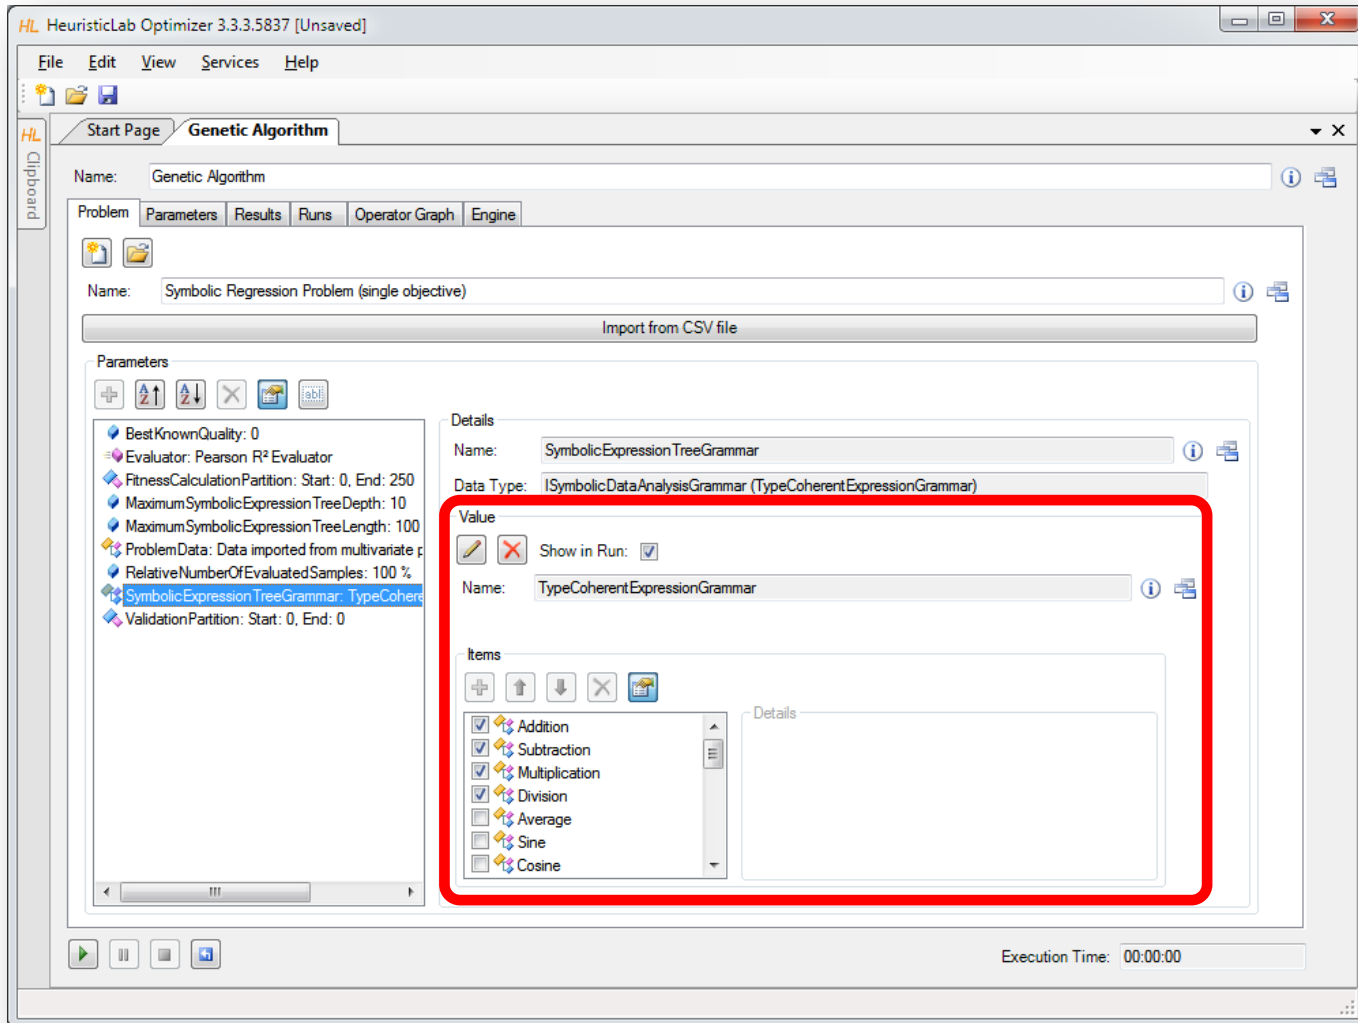 HL HeuristicLab Optimizer 3.3.3.5837 [Unsaved]
File Edit View Services Help
HL Clipboard
Start Page Genetic Algorithm
Name: Genetic Algorithm
Problem Parameters Results Runs Operator Graph Engine
Name: Symbolic Regression Problem (single objective)
Import from CSV file
Parameters
BestKnownQuality: 0
Evaluator: Pearson R² Evaluator
FitnessCalculationPartition: Start: 0, End: 250
MaximumSymbolicExpressionTreeDepth: 10
MaximumSymbolicExpressionTreeLength: 100
ProblemData: Data imported from multivariate p
RelativeNumberOfEvaluatedSamples: 100 %
SymbolicExpressionTreeGrammar: TypeCohere
ValidationPartition: Start: 0, End: 0
Details
Name: SymbolicExpressionTreeGrammar
Data Type: ISymbolicDataAnalysisGrammar (TypeCoherentExpressionGrammar)
Value
Show in Run:
Name: TypeCoherentExpressionGrammar
Items
Addition
Subtraction
Multiplication
Division
Average
Sine
Cosine
Details
Execution Time: 00:00:00